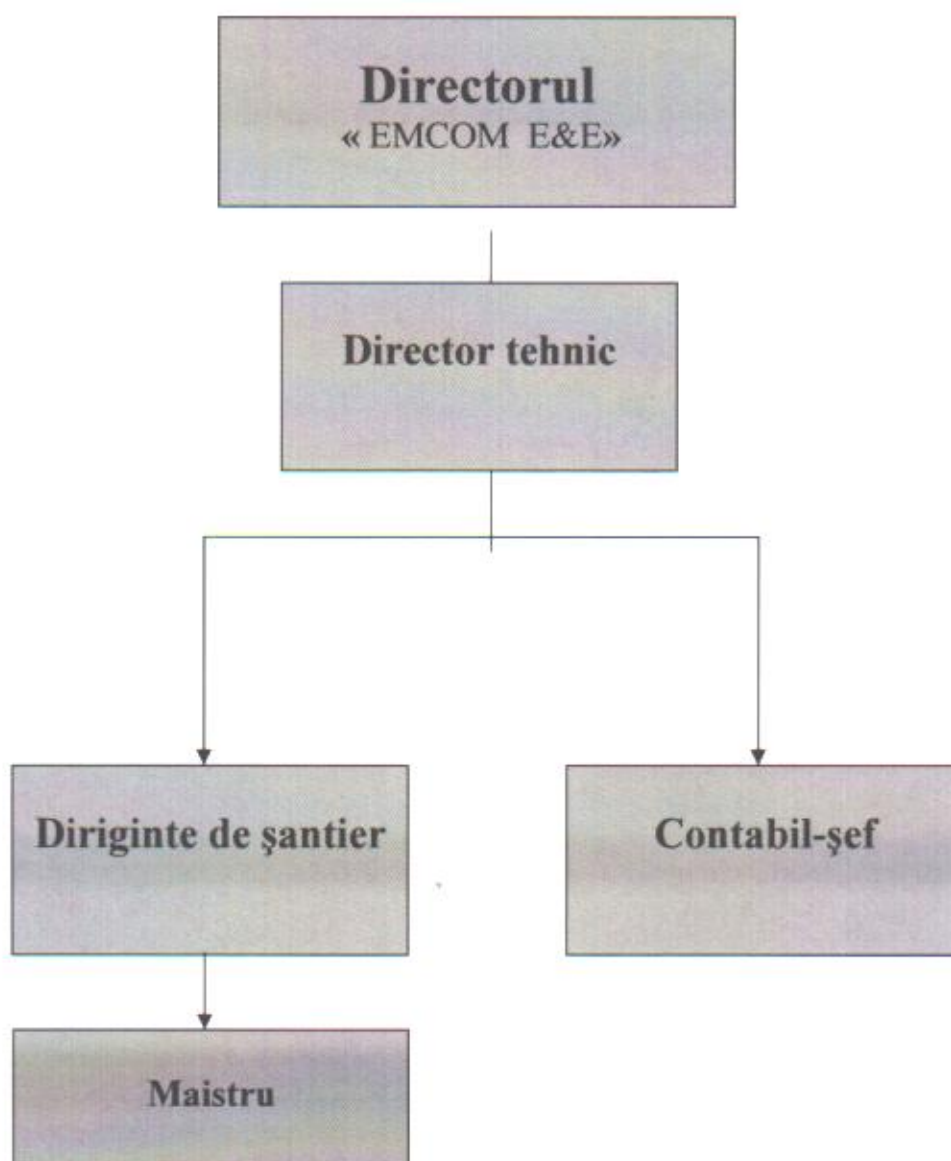 Directorul
« EMCOM E&E»
Director tehnic
Diriginte de şantier
Contabil-şef
Maistru